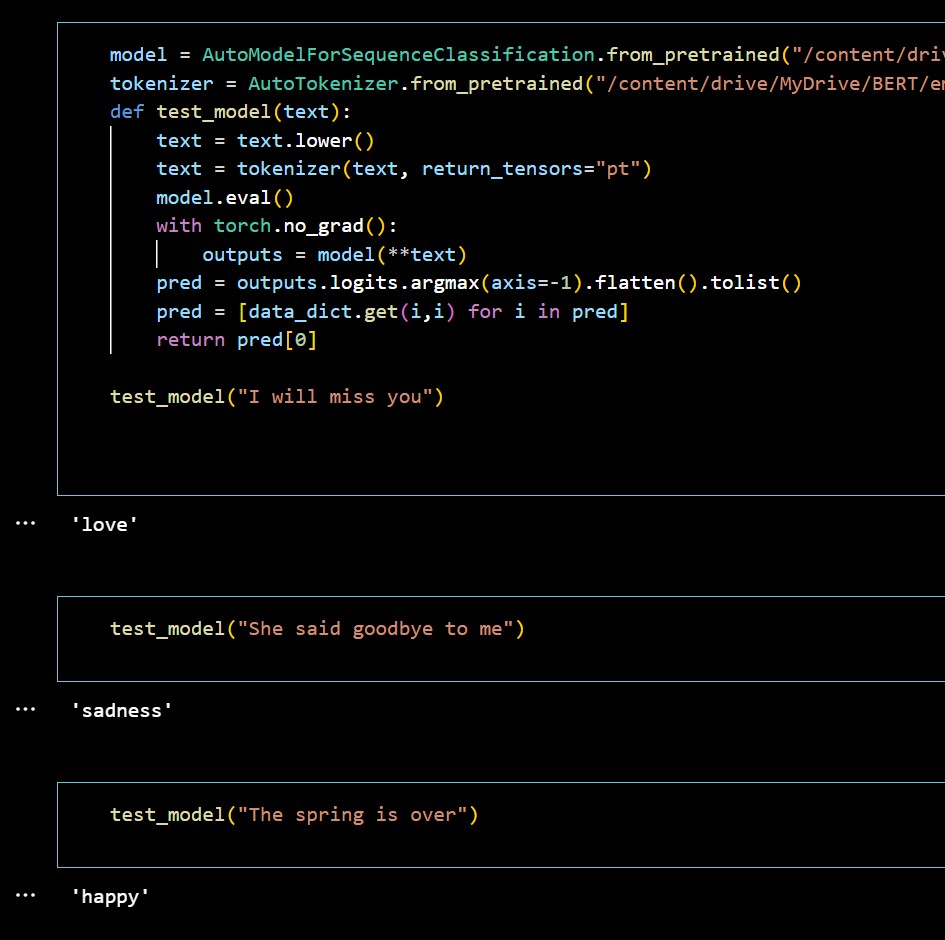 model = AutoModelForSequenceClassification.from_pretrained("/content/
tokenizer = AutoTokenizer.from_pretrained("/content/drive/MyDrive/BERT/
def test_model(text):
    text = text.lower()
    text = tokenizer(text, return_tensors="pt")
    model.eval()
    with torch.no_grad():
        outputs = model(**text)
    pred = outputs.logits.argmax(axis=-1).flatten().tolist()
    pred = [data_dict.get(i,i) for i in pred]
    return pred[0]
test_model("I will miss you")
... 'love'
test_model("She said goodbye to me")
... 'sadness'
test_model("The spring is over")
... 'happy'